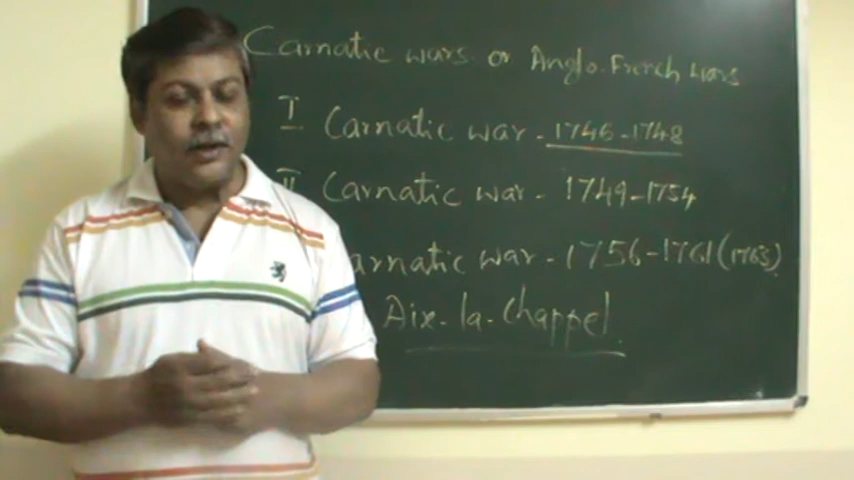 Carnatic wars or Anglo-French wars
I Carnatic war - 1746-1748
II Carnatic war - 1749-1754
arnatic war - 1756-1761 (1763)
Aix-la-Chappel